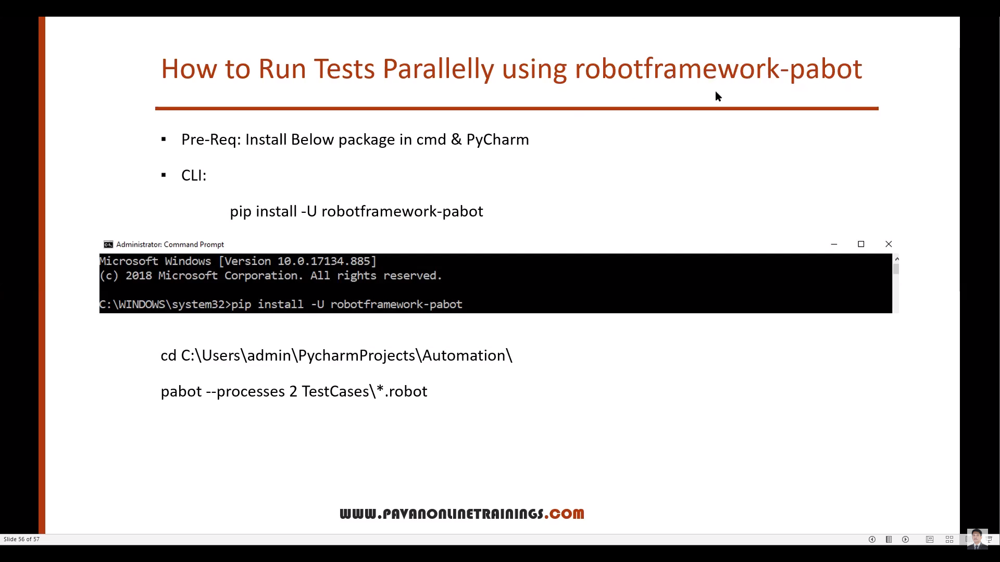 How to Run Tests Parallelly using robotframework-pabot
▪ Pre-Req: Install Below package in cmd & PyCharm
▪ CLI:
pip install -U robotframework-pabot
Administrator: Command Prompt
Microsoft Windows [Version 10.0.17134.885]
(c) 2018 Microsoft Corporation. All rights reserved.
C:\WINDOWS\system32>pip install -U robotframework-pabot
cd C:\Users\admin\PycharmProjects\Automation\
pabot --processes 2 TestCases\*.robot
WWW.PAVANONLINETRAININGS.COM
Slide 56 of 57